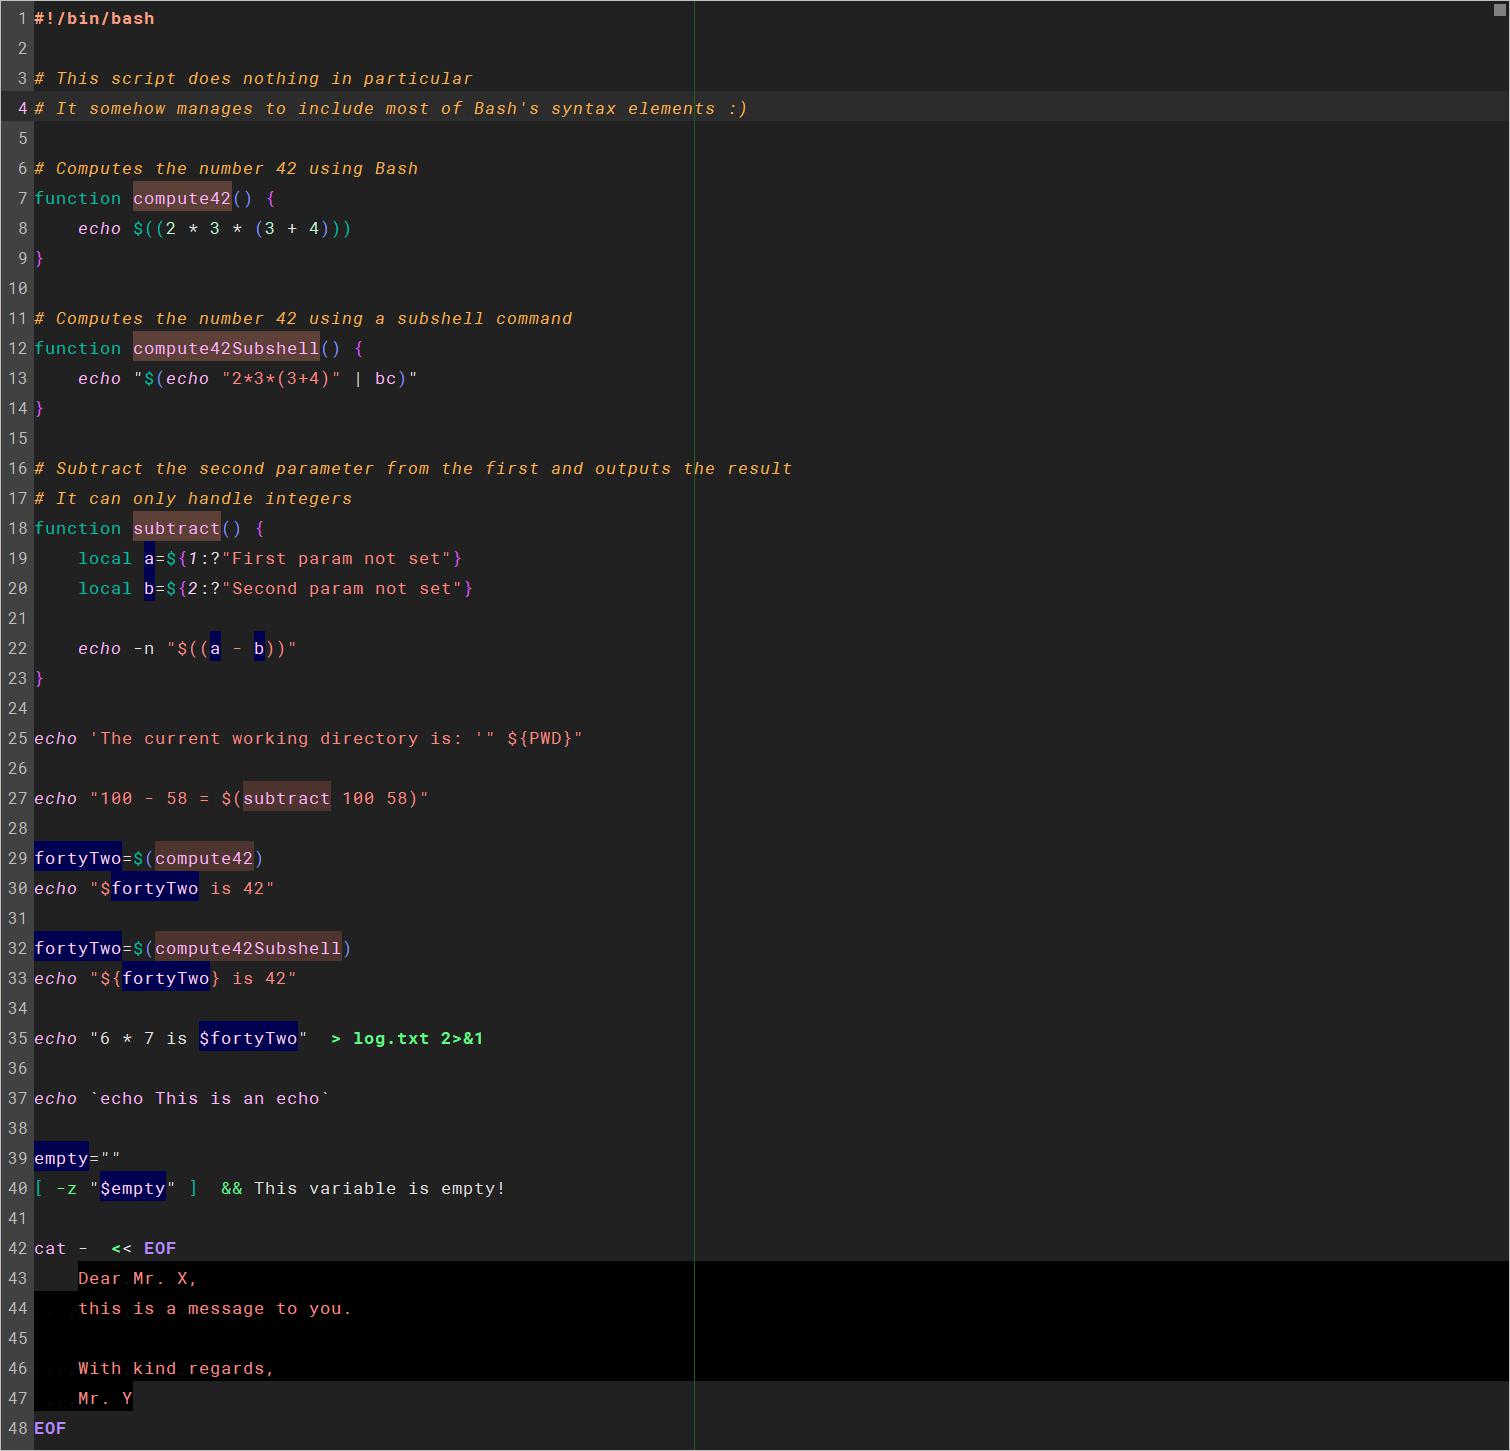 1 #!/bin/bash
2
3 # This script does nothing in particular
4 # It somehow manages to include most of Bash's syntax elements :)
5
6 # Computes the number 42 using Bash
7 function compute42() {
8     echo $((2 * 3 * (3 + 4)))
9 }
10
11 # Computes the number 42 using a subshell command
12 function compute42Subshell() {
13     echo "$(echo "2*3*(3+4)" | bc)"
14 }
15
16 # Subtract the second parameter from the first and outputs the result
17 # It can only handle integers
18 function subtract() {
19     local a=${1:?"First param not set"}
20     local b=${2:?"Second param not set"}
21
22     echo -n "$((a - b))"
23 }
24
25 echo 'The current working directory is: '" ${PWD}"
26
27 echo "100 - 58 = $(subtract 100 58)"
28
29 fortyTwo=$(compute42)
30 echo "$fortyTwo is 42"
31
32 fortyTwo=$(compute42Subshell)
33 echo "${fortyTwo} is 42"
34
35 echo "6 * 7 is $fortyTwo"  > log.txt 2>&1
36
37 echo `echo This is an echo`
38
39 empty=""
40 [ -z "$empty" ]  && This variable is empty!
41
42 cat -  << EOF
43     Dear Mr. X,
44     this is a message to you.
45
46     With kind regards,
47     Mr. Y
48 EOF